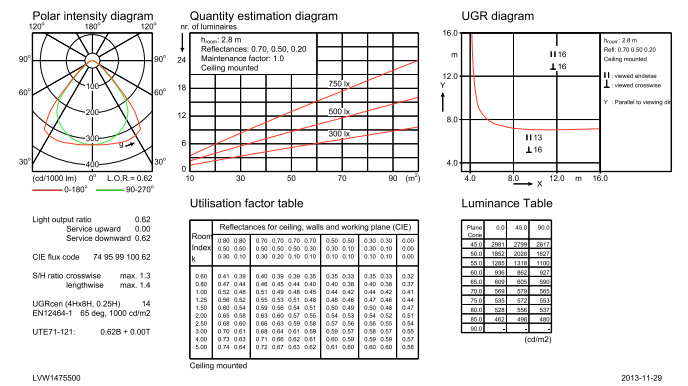 Polar intensity diagram
120° 180° 120°
90° 90°
60° 60°
100
200
300
400
g
30° 30°
(cd/1000 lm) 0° L.O.R.= 0.62
0-180° 90-270°
Quantity estimation diagram
nr. of luminaires
hroom: 2.8 m
Reflectances: 0.70, 0.50, 0.20
Maintenance factor: 1.0
Ceiling mounted
24
18
12
6
0
750 lx
500 lx
300 lx
10 30 50 70 90 (m²)
UGR diagram
16.0
m
12.0
Y
8.0
4.0
16
16
13
16
4.0 8.0 12.0 m 16.0
X
hroom: 2.8 m
Refl: 0.70 0.50 0.20
Ceiling mounted
: viewed endwise
: viewed crosswise
Y : Parallel to viewing dir
Light output ratio 0.62
Service upward 0.00
Service downward 0.62
CIE flux code 74 95 99 100 62
S/H ratio crosswise max. 1.3
lengthwise max. 1.4
UGRcen (4Hx8H, 0.25H) 14
EN12464-1 65 deg, 1000 cd/m2
UTE71-121: 0.62B + 0.00T
Utilisation factor table
Room Index k
Reflectances for ceiling, walls and working plane (CIE)
0.80 0.80 0.70 0.70 0.70 0.70 0.50 0.50 0.30 0.30 0.00
0.50 0.50 0.50 0.50 0.50 0.30 0.30 0.10 0.30 0.10 0.00
0.30 0.10 0.30 0.20 0.10 0.10 0.10 0.10 0.10 0.10 0.00
0.60 0.41 0.39 0.40 0.39 0.39 0.35 0.35 0.33 0.35 0.33 0.32
0.80 0.47 0.44 0.46 0.45 0.44 0.40 0.40 0.38 0.40 0.38 0.37
1.00 0.52 0.48 0.51 0.49 0.48 0.45 0.44 0.42 0.44 0.42 0.41
1.25 0.56 0.52 0.55 0.53 0.51 0.48 0.48 0.46 0.47 0.46 0.44
1.50 0.60 0.54 0.59 0.56 0.54 0.51 0.50 0.49 0.50 0.48 0.47
2.00 0.65 0.58 0.63 0.60 0.57 0.55 0.54 0.53 0.54 0.52 0.51
2.50 0.68 0.60 0.66 0.63 0.59 0.58 0.57 0.56 0.56 0.55 0.54
3.00 0.70 0.61 0.68 0.64 0.61 0.59 0.59 0.57 0.58 0.57 0.55
4.00 0.73 0.63 0.71 0.66 0.62 0.61 0.60 0.59 0.60 0.59 0.57
5.00 0.74 0.64 0.72 0.67 0.63 0.62 0.61 0.60 0.60 0.60 0.58
Ceiling mounted
Luminance Table
Plane Cone 0.0 45.0 90.0
45.0 2981 2799 2617
50.0 1852 2028 1627
55.0 1285 1318 1100
60.0 936 862 927
65.0 609 605 590
70.0 569 579 565
75.0 535 572 553
80.0 528 556 537
85.0 462 498 480
90.0 - - -
(cd/m2)
LVW1475500 2013-11-29